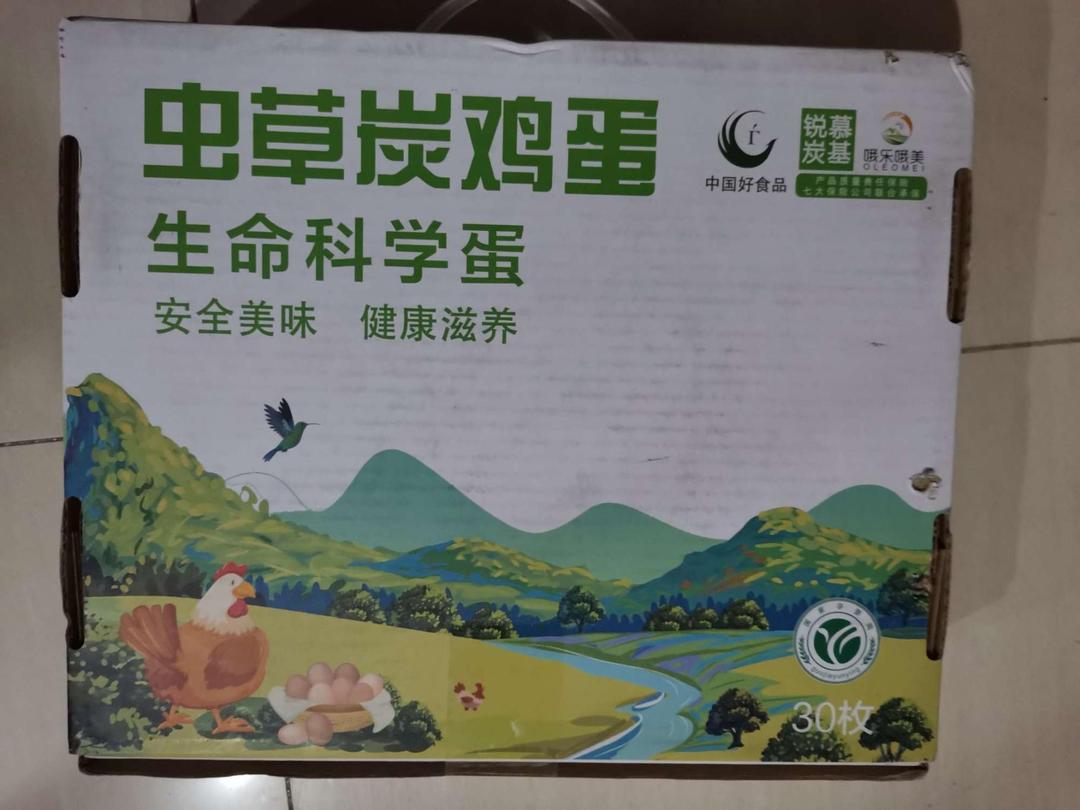 虫草炭鸡蛋
生命科学蛋
安全美味 健康滋养
中国好食品
锐慕
炭基
哦乐哦美
OLEOMEI
产品质量责任保险
七大保险公司联合承保
30枚